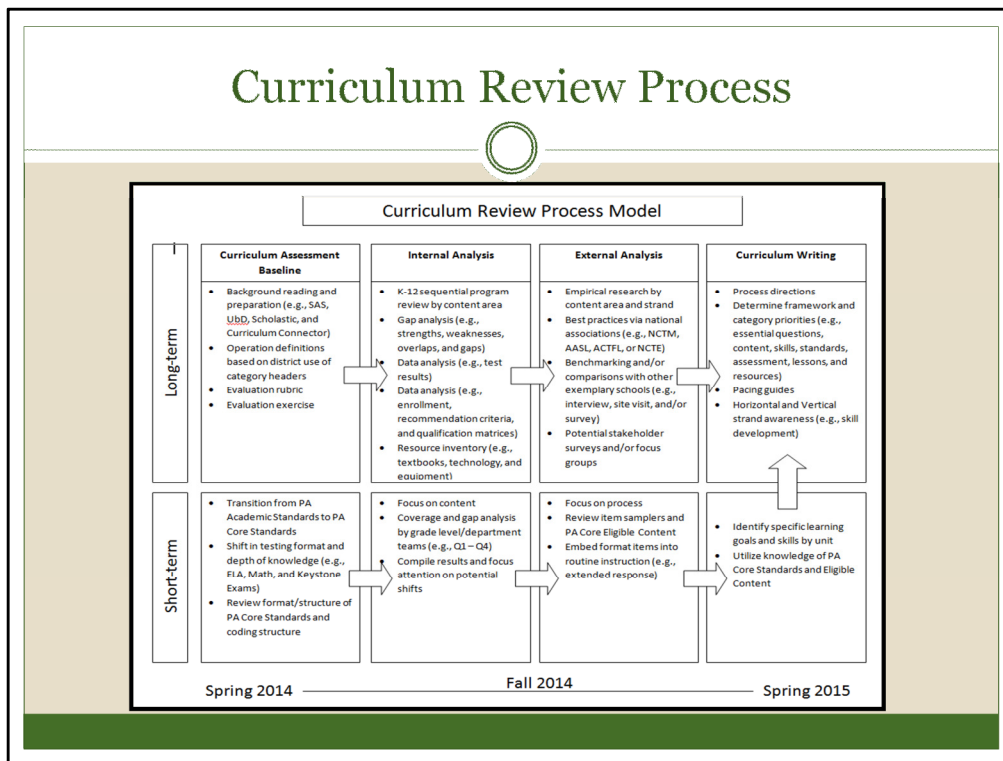 Curriculum Review Process
Curriculum Review Process Model
Long-term
Curriculum Assessment
Baseline
• Background reading and
preparation (e.g., SAS,
UbD, Scholastic, and
Curriculum Connector)
• Operation definitions
based on district use of
category headers
• Evaluation rubric
• Evaluation exercise
Internal Analysis
• K-12 sequential program
review by content area
• Gap analysis (e.g.,
strengths, weaknesses,
overlaps, and gaps)
• Data analysis (e.g., test
results)
• Data analysis (e.g.,
enrollment,
recommendation criteria,
and qualification matrices)
• Resource inventory (e.g.,
textbooks, technology, and
equipment)
External Analysis
• Empirical research by
content area and strand
• Best practices via national
associations (e.g., NCTM,
AASL, ACTFL, or NCTE)
• Benchmarking and/or
comparisons with other
exemplary schools (e.g.,
interview, site visit, and/or
survey)
• Potential stakeholder
surveys and/or focus
groups
Curriculum Writing
• Process directions
• Determine framework and
category priorities (e.g.,
essential questions,
content, skills, standards,
assessment, lessons, and
resources)
• Pacing guides
• Horizontal and Vertical
strand awareness (e.g., skill
development)
Short-term
• Transition from PA
Academic Standards to PA
Core Standards
• Shift in testing format and
depth of knowledge (e.g.,
ELA, Math, and Keystone
Exams)
• Review format/structure of
PA Core Standards and
coding structure
• Focus on content
• Coverage and gap analysis
by grade level/department
teams (e.g., Q1 – Q4)
• Compile results and focus
attention on potential
shifts
• Focus on process
• Review item samplers and
PA Core Eligible Content
• Embed format items into
routine instruction (e.g.,
extended response)
• Identify specific learning
goals and skills by unit
• Utilize knowledge of PA
Core Standards and Eligible
Content
Spring 2014
Fall 2014
Spring 2015